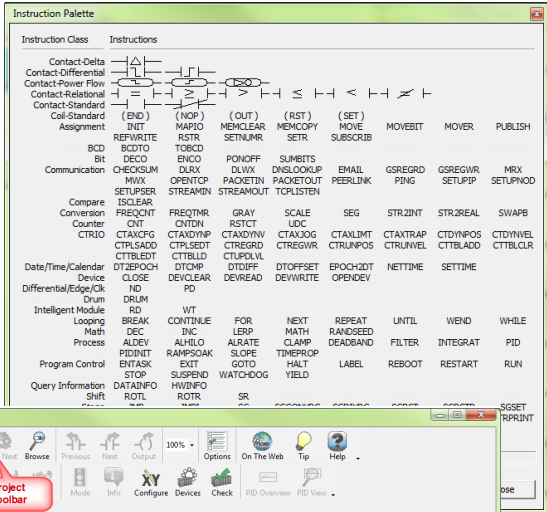 Instruction Palette
Instruction Class Instructions
Contact-Delta
Contact-Differential
Contact-Power Flow
Contact-Relational = ≥ > ≤ < ≠
Contact-Standard
Coil-Standard (END) (NOP) (OUT) (RST) (SET)
Assignment INIT MAPIO MEMCLEAR MEMCOPY MOVE MOVEBIT MOVER PUBLISH
REFWRITE RSTR SETNUMR SETR SUBSCRIB
BCD BCDTO TOBCD
Bit DECO ENCO PONOFF SUMBITS
Communication CHECKSUM DLRX DLWX DNSLOOKUP EMAIL GSREGRD GSREGWR MRX
MWX OPENTCP PACKETIN PACKETOUT PEERLINK PING SETUPIP SETUPNOD
SETUPSER STREAMIN STREAMOUT TCPLISTEN
Compare ISCLEAR
Conversion FREQCNT FREQTMR GRAY SCALE SEG STR2INT STR2REAL SWAPB
Counter CNT CNTDN RSTCT UDC
CTRIO CTAXCFG CTAXDYNP CTAXDYNV CTAXJOG CTAXLIMT CTAXTRAP CTDYNPOS CTDYNVEL
CTPLSADD CTPLSEDT CTREGRD CTREGWR CTRUNPOS CTRUNVEL CTTBLADD CTTBLCLR
CTTBLEDT CTTBLLD CTUPDLVL
Date/Time/Calendar DT2EPOCH DTCMP DTDIFF DTOFFSET EPOCH2DT NETTIME SETTIME
Device CLOSE DEVCLEAR DEVREAD DEVWRITE OPENDEV
Differential/Edge/Clk ND PD
Drum DRUM
Intelligent Module RD WT
Looping BREAK CONTINUE FOR NEXT REPEAT UNTIL WEND WHILE
Math DEC INC LERP MATH RANDSEED
Process ALDEV ALHILO ALRATE CLAMP DEADBAND FILTER INTEGRAT PID
PIDINIT RAMPSOAK SLOPE TIMEPROP
Program Control ENTASK EXIT GOTO HALT LABEL REBOOT RESTART RUN
STOP SUSPEND WATCHDOG YIELD
Query Information DATAINFO HWINFO
Shift ROTL ROTR SR
SGSET
RPRINT
Next Browse Previous Next Output 100% Options On The Web Tip Help
roject
oolbar
Mode Info Configure Devices Check PID Overview PID View
ose